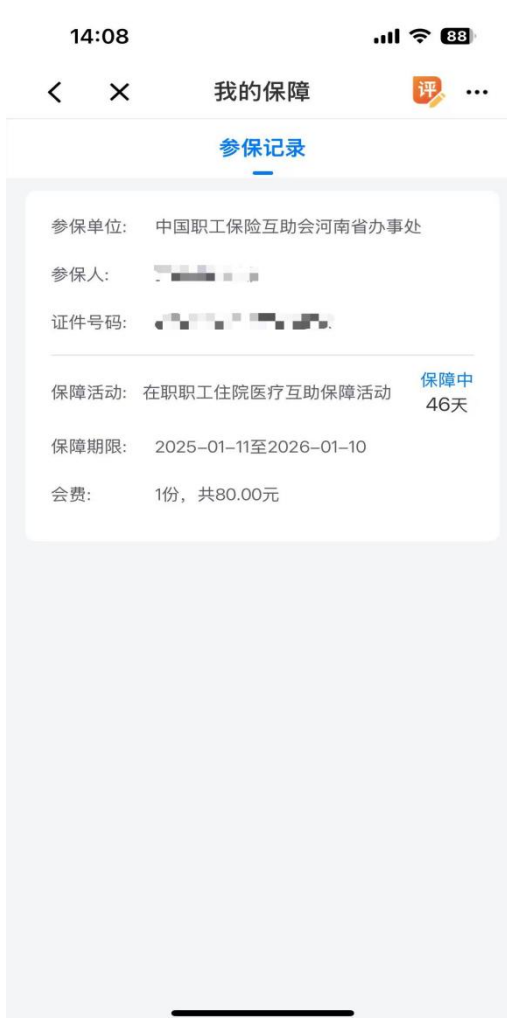 14:08
88
我的保障
评
参保记录
参保单位: 中国职工保险互助会河南省办事处
参保人:
证件号码:
保障活动: 在职职工住院医疗互助保障活动 保障中
46天
保障期限: 2025-01-11至2026-01-10
会费: 1份，共80.00元